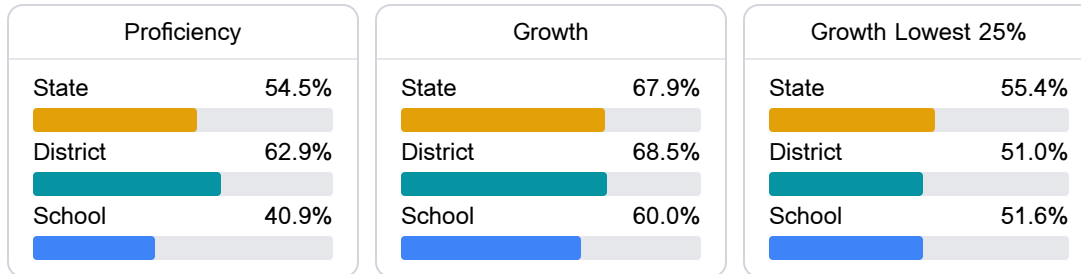 Proficiency
State 54.5%
District 62.9%
School 40.9%
Growth
State 67.9%
District 68.5%
School 60.0%
Growth Lowest 25%
State 55.4%
District 51.0%
School 51.6%